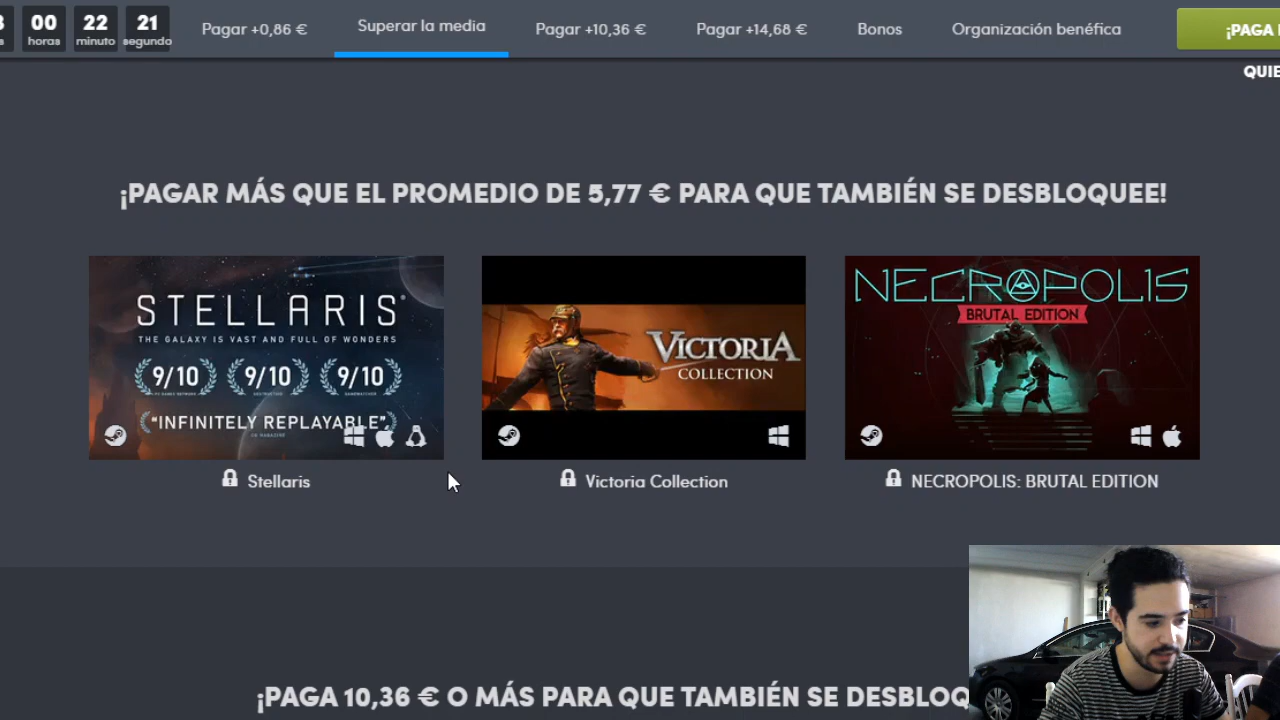 00 22 21
horas minuto segundo
Pagar +0,86 €
Superar la media
Pagar +10,36 €
Pagar +14,68 €
Bonos
Organización benéfica
¡PAGA
QUIE
¡PAGAR MÁS QUE EL PROMEDIO DE 5,77 € PARA QUE TAMBIÉN SE DESBLOQUEE!
STELLARIS
THE GALAXY IS VAST AND FULL OF WONDERS
9/10 9/10 9/10
"INFINITELY REPLAYABLE"
Stellaris
VICTORIA
COLLECTION
Victoria Collection
NECROPOLIS
BRUTAL EDITION
NECROPOLIS: BRUTAL EDITION
¡PAGA 10,36 € O MÁS PARA QUE TAMBIÉN SE DESBLOQ